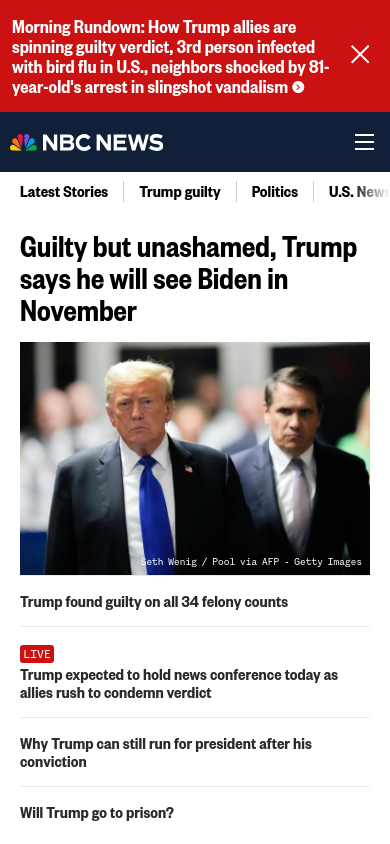 Morning Rundown: How Trump allies are
spinning guilty verdict, 3rd person infected
with bird flu in U.S., neighbors shocked by 81-
year-old's arrest in slingshot vandalism
NBC NEWS
Latest Stories Trump guilty Politics U.S. News
Guilty but unashamed, Trump
says he will see Biden in
November
Seth Wenig / Pool via AFP - Getty Images
Trump found guilty on all 34 felony counts
LIVE
Trump expected to hold news conference today as
allies rush to condemn verdict
Why Trump can still run for president after his
conviction
Will Trump go to prison?